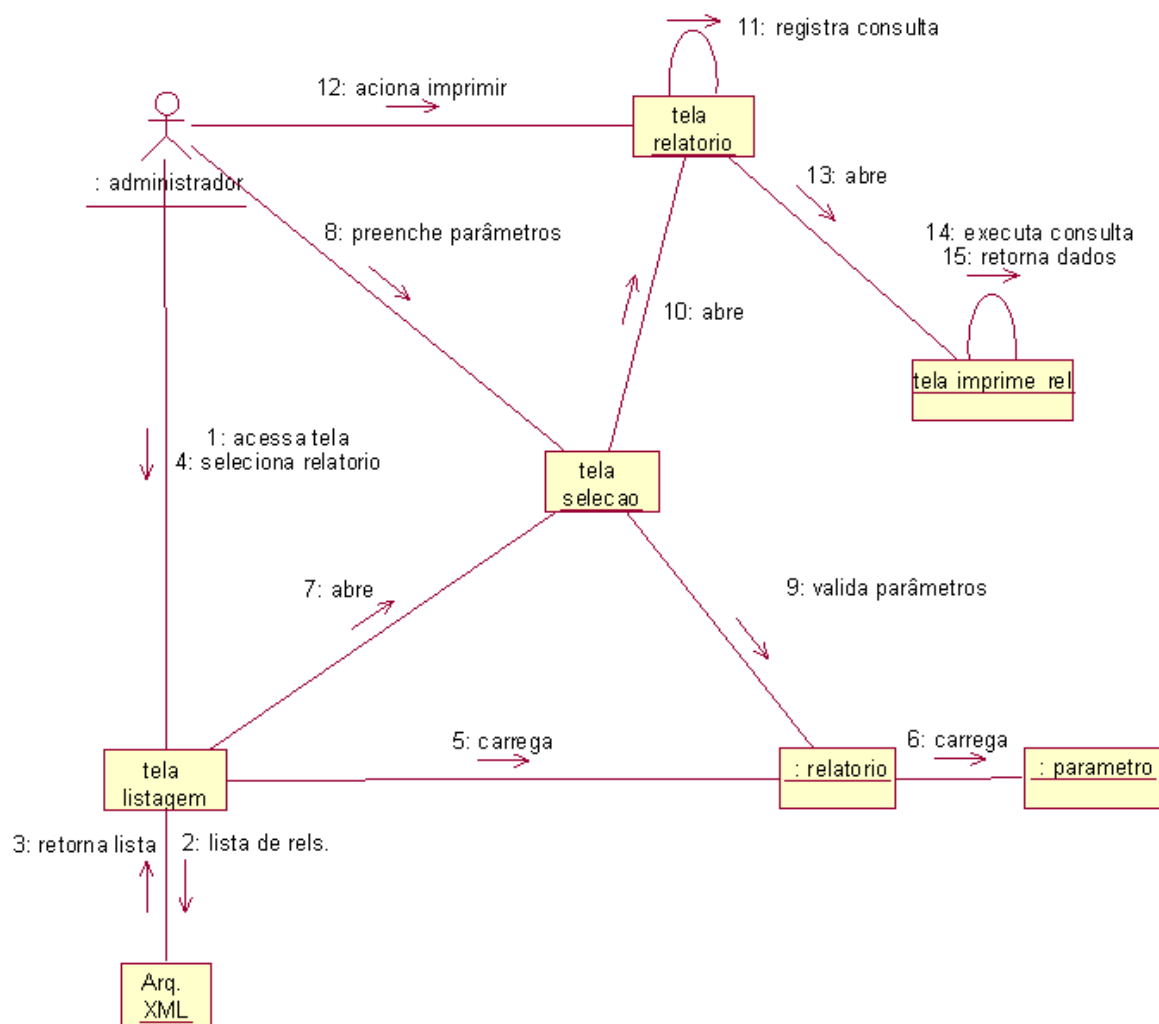 11: registra consulta
12: aciona imprimir
tela
relatorio
: administrador
13: abre
8: preenche parâmetros
14: executa consulta
15: retorna dados
10: abre
tela imprime rel
1: acessa tela
4: seleciona relatorio
tela
selecao
7: abre
9: valida parâmetros
5: carrega
6: carrega
tela
listagem
: relatorio
: parametro
3: retorna lista
2: lista de rels.
Arq.
XML